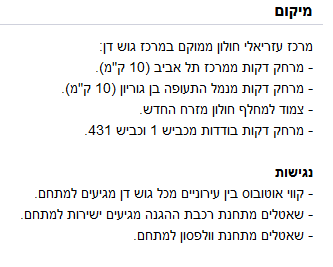 מיקום
מרכז עזריאלי חולון ממוקם במרכז גוש דן:
- מרחק דקות ממרכז תל אביב (10 ק"מ).
- מרחק דקות מנמל התעופה בן גוריון (10 ק"מ).
- צמוד למחלף חולון מזרח החדש.
- מרחק דקות בודדות מכביש 1 וכביש 431.
נגישות
- קווי אוטובוס בין עירוניים מכל גוש דן מגיעים למתחם.
- שאטלים מתחנת רכבת ההגנה מגיעים ישירות למתחם.
- שאטלים מתחנת וולפסון למתחם.